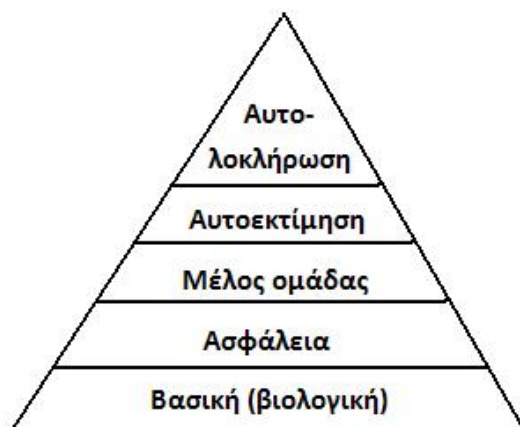 Αυτο-
λοκλήρωση
Αυτοεκτίμηση
Μέλος ομάδας
Ασφάλεια
Βασική (βιολογική)